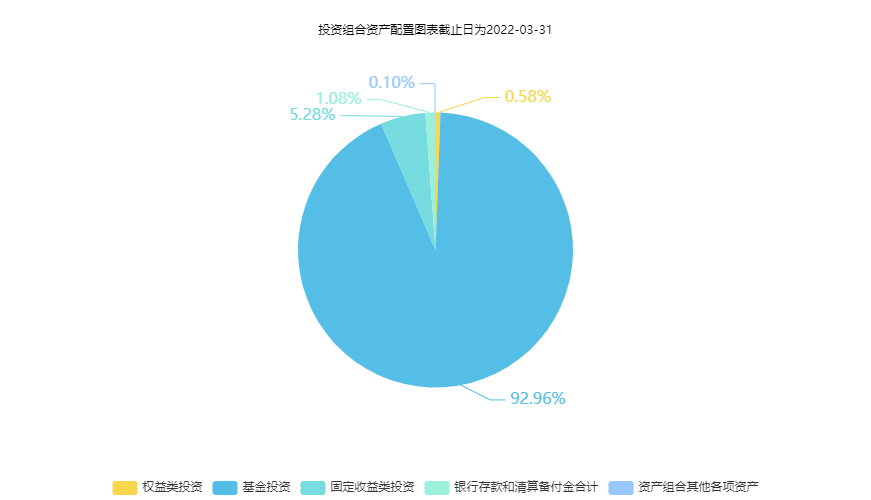 投资组合资产配置图表截止日为2022-03-31
0.10%
0.58%
1.08%
5.28%
92.96%
权益类投资 基金投资 固定收益类投资 银行存款和清算备付金合计 资产组合其他各项资产